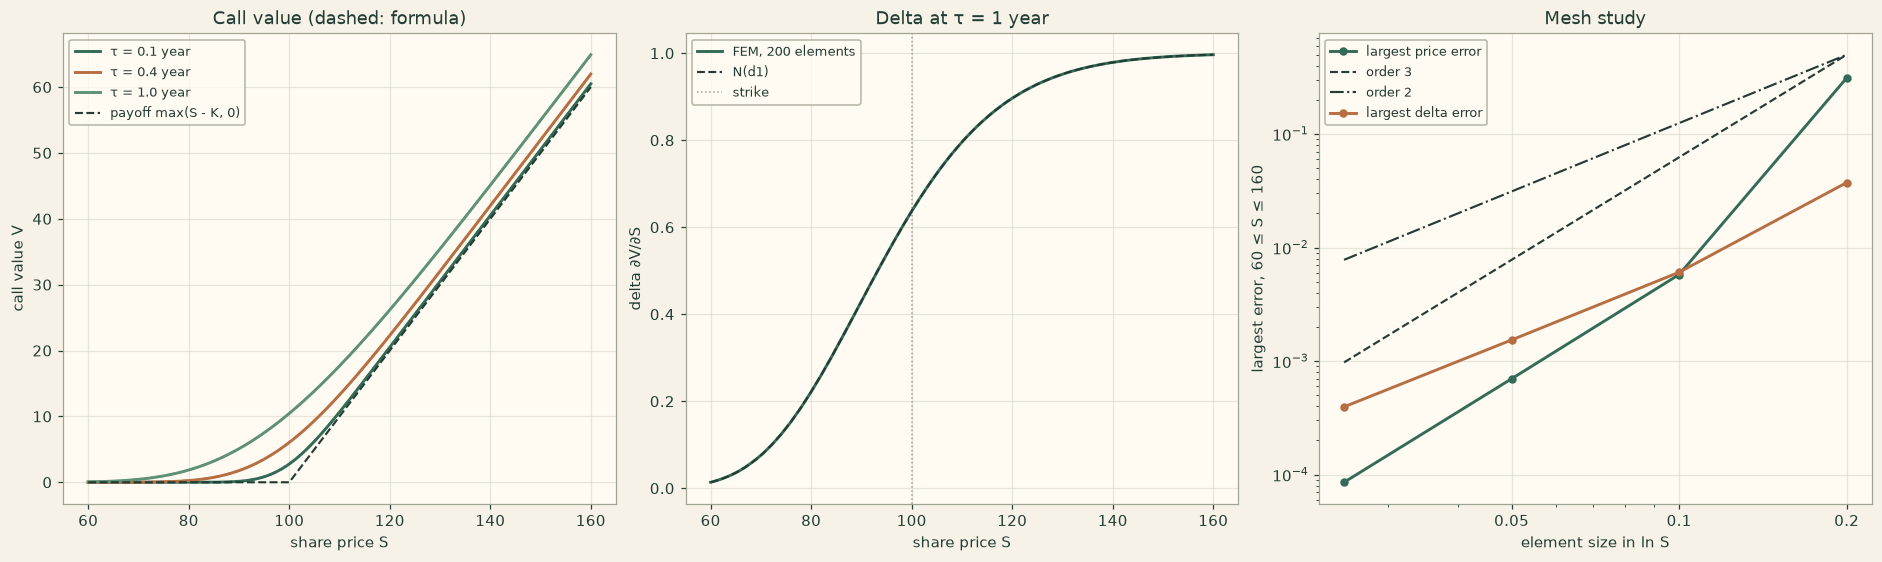 Call value (dashed: formula)
τ = 0.1 year
τ = 0.4 year
τ = 1.0 year
payoff max(S - K, 0)
call value V
60
50
40
30
20
10
0
60
80
100
120
140
160
share price S
Delta at τ = 1 year
FEM, 200 elements
N(d1)
strike
delta ∂V/∂S
1.0
0.8
0.6
0.4
0.2
0.0
60
80
100
120
140
160
share price S
Mesh study
largest price error
order 3
order 2
largest delta error
largest error, 60 ≤ S ≤ 160
10⁻¹
10⁻²
10⁻³
10⁻⁴
0.05
0.1
0.2
element size in ln S